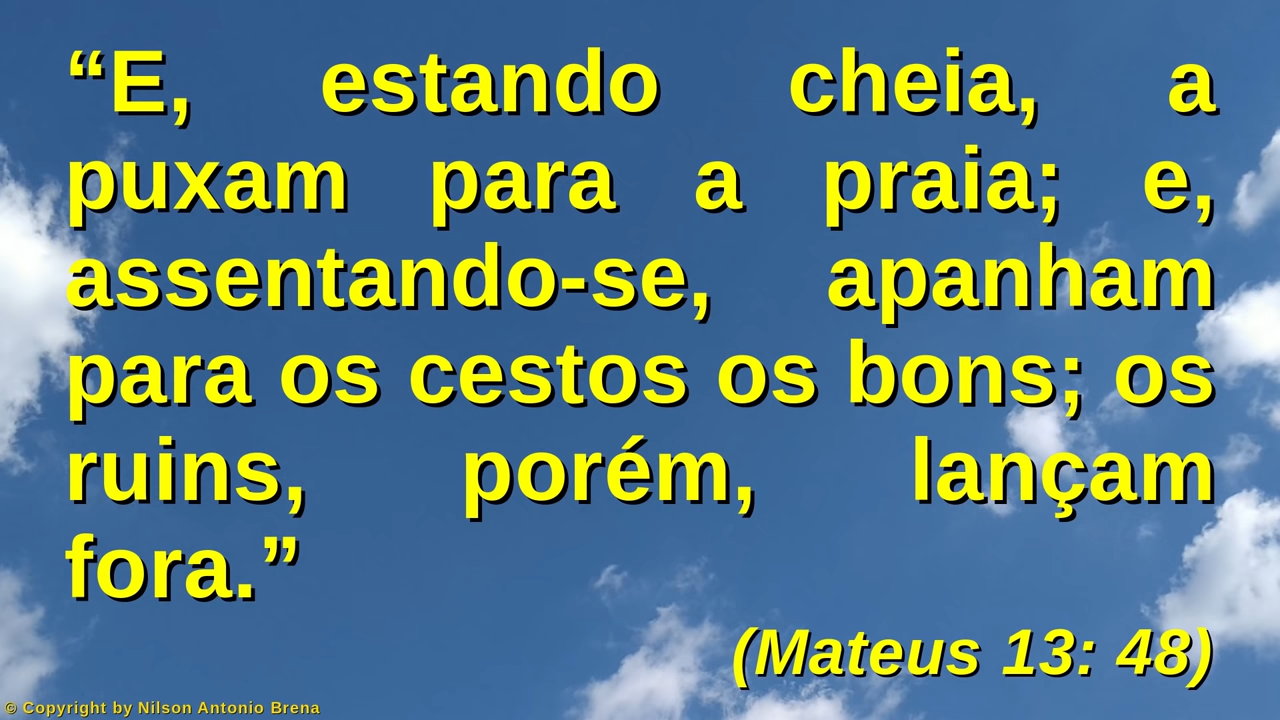 “E, estando cheia, a
puxam para a praia; e,
assentando-se, apanham
para os cestos os bons; os
ruins, porém, lançam
fora.”
(Mateus 13: 48)
© Copyright by Nilson Antonio Brena